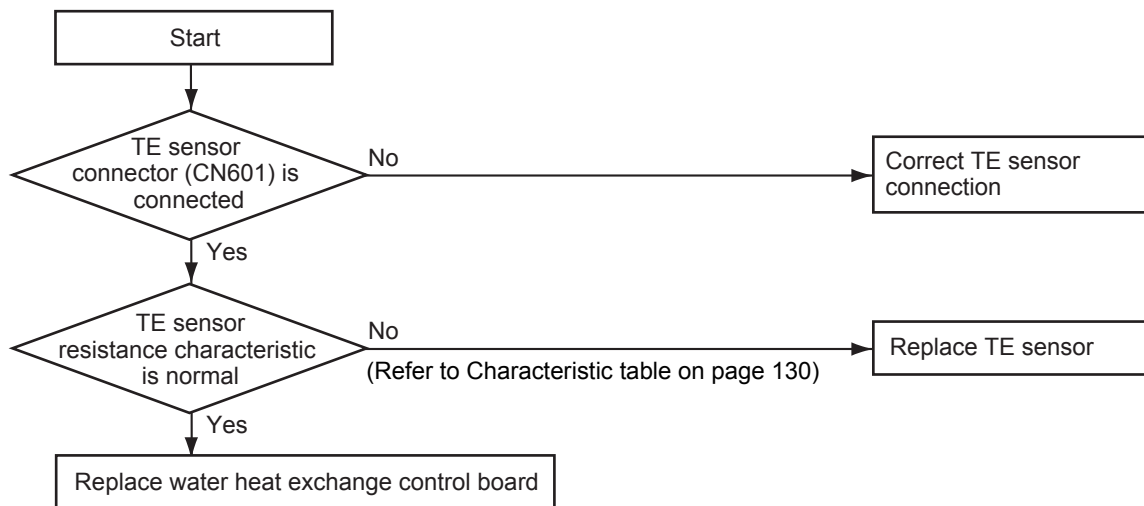 Start
TE sensor
connector (CN601) is
connected
No
Correct TE sensor
connection
Yes
TE sensor
resistance characteristic
is normal
No
(Refer to Characteristic table on page 130)
Replace TE sensor
Yes
Replace water heat exchange control board